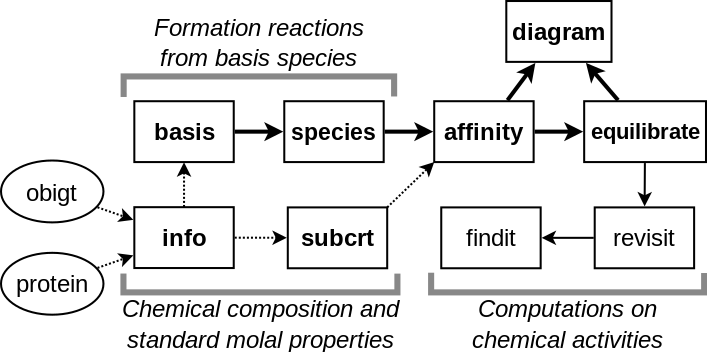 Formation reactions
from basis species
diagram
basis
species
affinity
equilibrate
obigt
protein
info
subcrt
findit
revisit
Chemical composition and
standard molal properties
Computations on
chemical activities